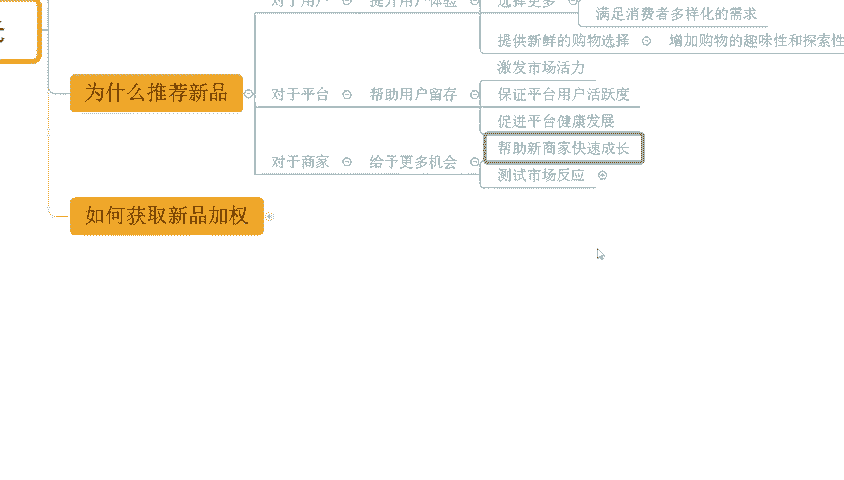 对于用户
提升用户体验
选择更多
满足消费者多样化的需求
提供新鲜的购物选择
增加购物的趣味性和探索性
为什么推荐新品
对于平台
帮助用户留存
激发市场活力
保证平台用户活跃度
促进平台健康发展
对于商家
给予更多机会
帮助新商家快速成长
测试市场反应
如何获取新品加权